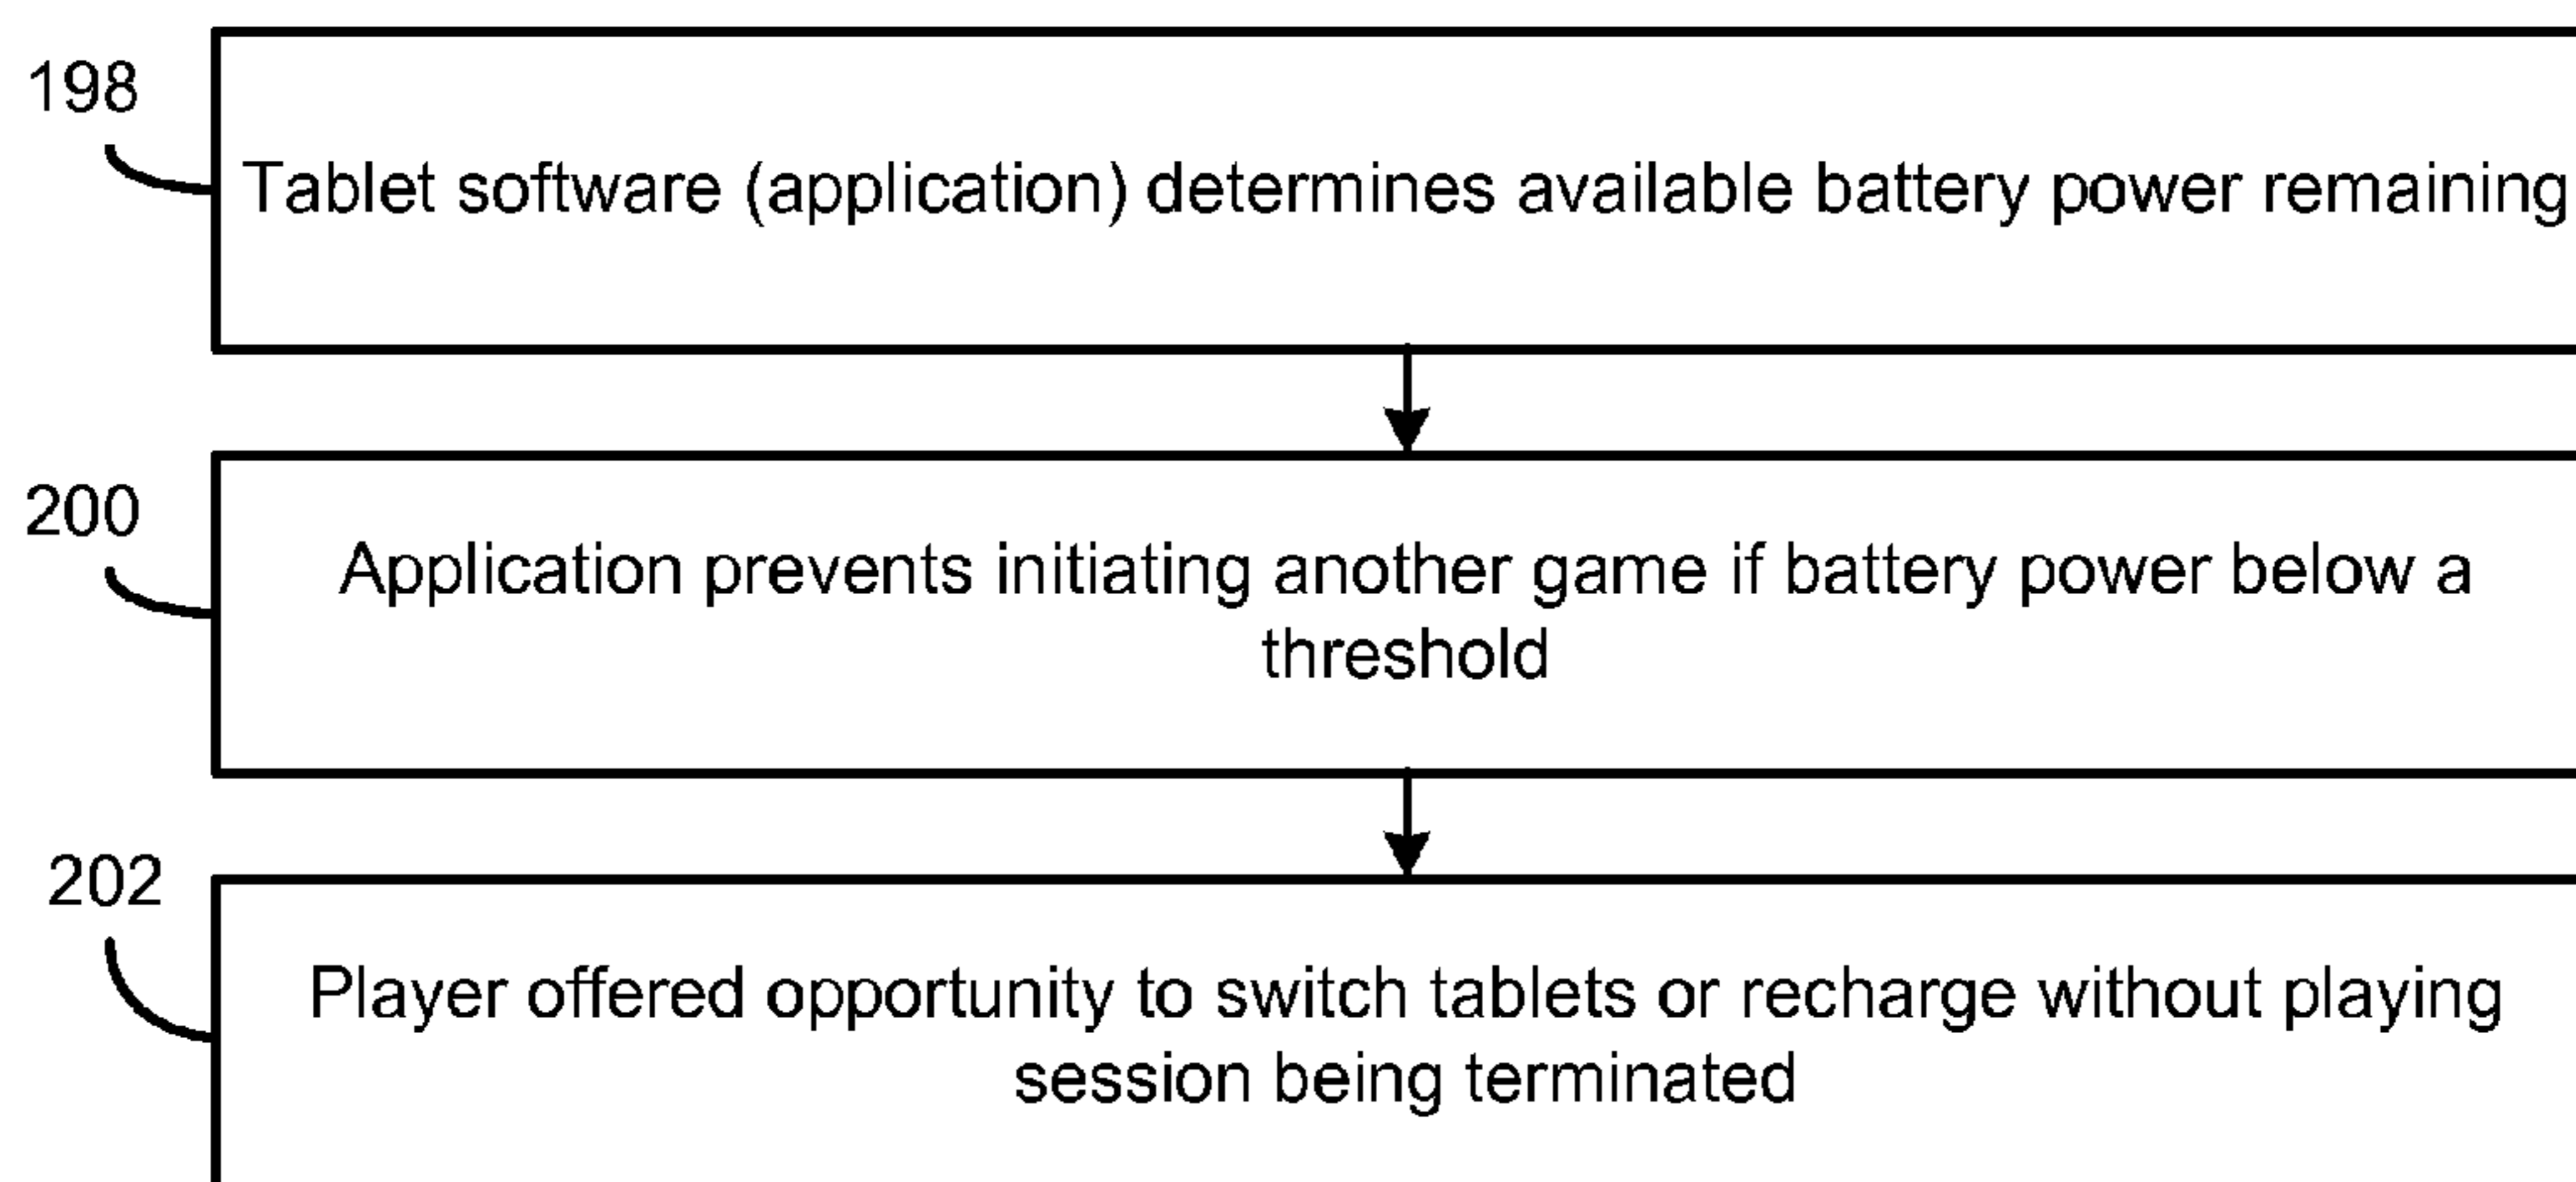 198
Tablet software (application) determines available battery power remaining
200
Application prevents initiating another game if battery power below a
threshold
202
Player offered opportunity to switch tablets or recharge without playing
session being terminated